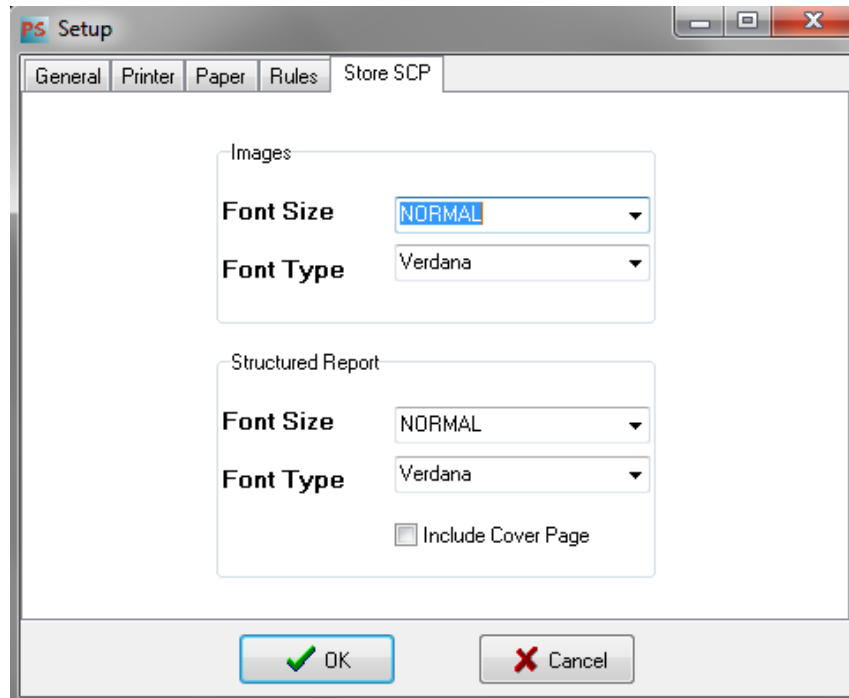 PS Setup
General Printer Paper Rules Store SCP
Images
Font Size NORMAL
Font Type Verdana
Structured Report
Font Size NORMAL
Font Type Verdana
Include Cover Page
OK Cancel